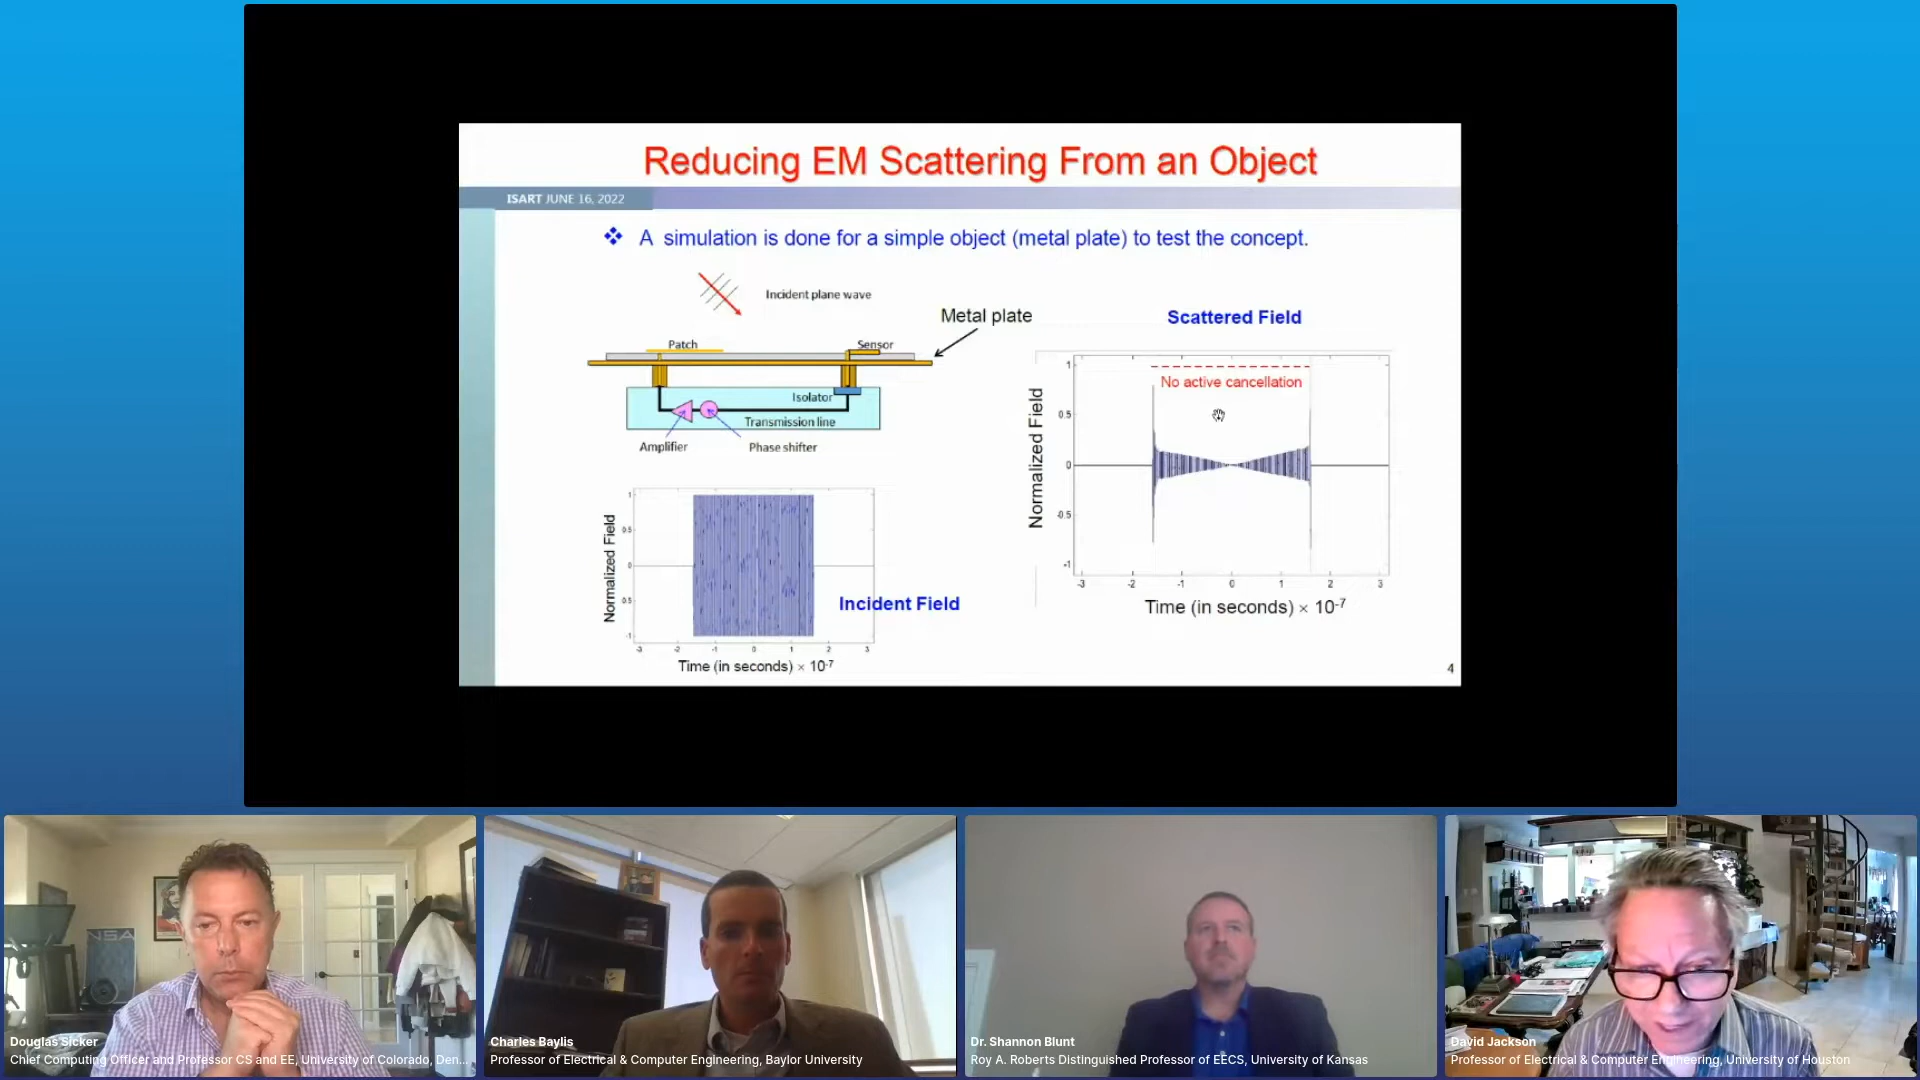 Reducing EM Scattering From an Object
ISART JUNE 16, 2022
❖ A simulation is done for a simple object (metal plate) to test the concept.
Incident plane wave
Metal plate
Patch
Sensor
Isolator
Transmission line
Amplifier
Phase shifter
Scattered Field
No active cancellation
Normalized Field
1
0.5
0
-0.5
-1
-3 -2 -1 0 1 2 3
Time (in seconds) × 10-7
Normalized Field
1
0.5
0
0.5
-1
-3 -2 -1 0 1 2 3
Incident Field
Time (in seconds) × 10-7
4
Douglas Sicker
Chief Computing Officer and Professor CS and EE, University of Colorado, Den...
Charles Baylis
Professor of Electrical & Computer Engineering, Baylor University
Dr. Shannon Blunt
Roy A. Roberts Distinguished Professor of EECS, University of Kansas
David Jackson
Professor of Electrical & Computer Engineering, University of Houston